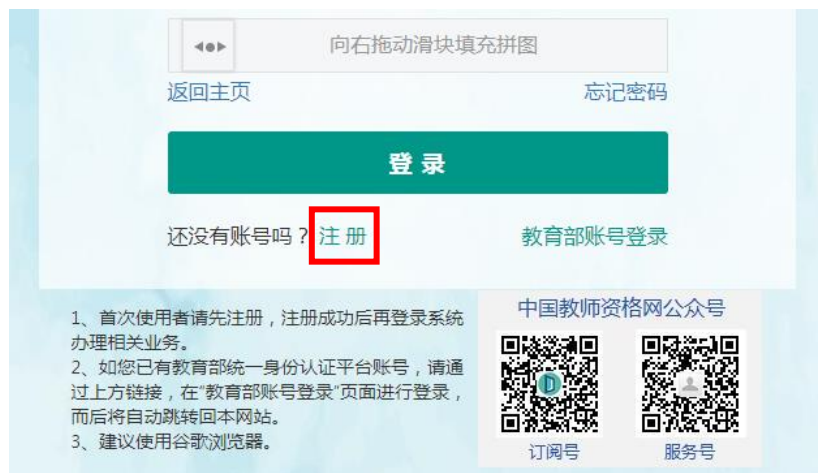 向右拖动滑块填充拼图
返回主页 忘记密码
登 录
还没有账号吗？注 册 教育部账号登录
1、首次使用者请先注册，注册成功后再登录系统
办理相关业务。
2、如您已有教育部统一身份认证平台账号，请通
过上方链接，在“教育部账号登录”页面进行登录，
而后将自动跳转回本网站。
3、建议使用谷歌浏览器。
中国教师资格网公众号
订阅号 服务号